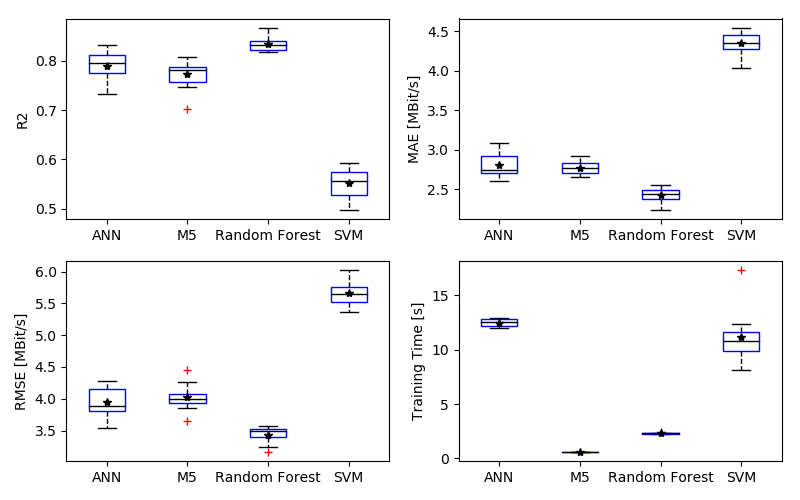 R2
0.8
0.7
0.6
0.5
ANN M5 Random Forest SVM
MAE [MBit/s]
4.5
4.0
3.5
3.0
2.5
ANN M5 Random Forest SVM
RMSE [MBit/s]
6.0
5.5
5.0
4.5
4.0
3.5
ANN M5 Random Forest SVM
Training Time [s]
15
10
5
0
ANN M5 Random Forest SVM